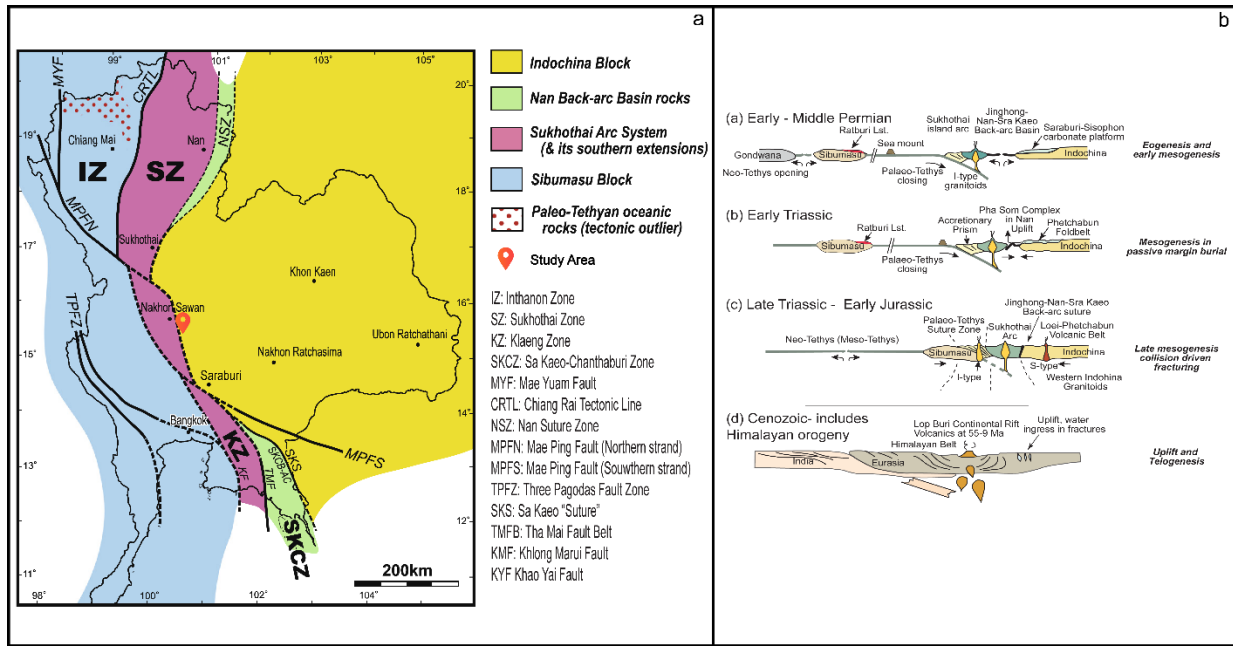 a
99°
101°
103°
105°
20°
19°
18°
17°
16°
15°
14°
13°
12°
11°
98°
100°
102°
104°
106°
MYF
CRTL
NSZ
Chiang Mai
Nan
IZ
SZ
MPFN
Sukhothai
Khon Kaen
TPFZ
Nakhon Sawan
Ubon Ratchathani
Nakhon Ratchasima
Saraburi
Bangkok
KZ
KF
TMF
SKCB-AC
SKS
MPFS
SKCZ
200km
Indochina Block
Nan Back-arc Basin rocks
Sukhothai Arc System
(& its southern extensions)
Sibumasu Block
Paleo-Tethyan oceanic
rocks (tectonic outlier)
Study Area
IZ: Inthanon Zone
SZ: Sukhothai Zone
KZ: Klaeng Zone
SKCZ: Sa Kaeo-Chanthaburi Zone
MYF: Mae Yuam Fault
CRTL: Chiang Rai Tectonic Line
NSZ: Nan Suture Zone
MPFN: Mae Ping Fault (Northern strand)
MPFS: Mae Ping Fault (Souwthern strand)
TPFZ: Three Pagodas Fault Zone
SKS: Sa Kaeo "Suture"
TMFB: Tha Mai Fault Belt
KMF: Khlong Marui Fault
KYF Khao Yai Fault
b
(a) Early - Middle Permian
Gondwana
Neo-Tethys opening
Ratburi Lst.
Sibumasu
Sea mount
Palaeo-Tethys
closing
Sukhothai
island arc
I-type
granitoids
Jinghong-
Nan-Sra Kaeo
Back-arc Basin
Saraburi-Sisophon
carbonate platform
Indochina
Eogenesis and
early mesogenesis
(b) Early Triassic
Ratburi Lst.
Sibumasu
Palaeo-Tethys
closing
Accretionary
Prism
Pha Som Complex
in Nan
Uplift
Phetchabun
Foldbelt
Indochina
Mesogenesis in
passive margin burial
(c) Late Triassic - Early Jurassic
Neo-Tethys (Meso-Tethys)
Palaeo-Tothys
Suture Zone
Sibumasu
I-type
Sukhothai
Arc
Jinghong-Nan-Sra Kaeo
Back-arc suture
Loei-Phetchabun
Volcanic Belt
Indochina
S-type
Western Indohina
Granitoids
Late mesogenesis
collision driven
fracturing
(d) Cenozoic- includes
Himalayan orogeny
India
Eurasia
Lop Buri Continental Rift
Volcanics at 55-9 Ma
Himalayan Belt
Uplift, water
ingress in fractures
Uplift and
Telogenesis